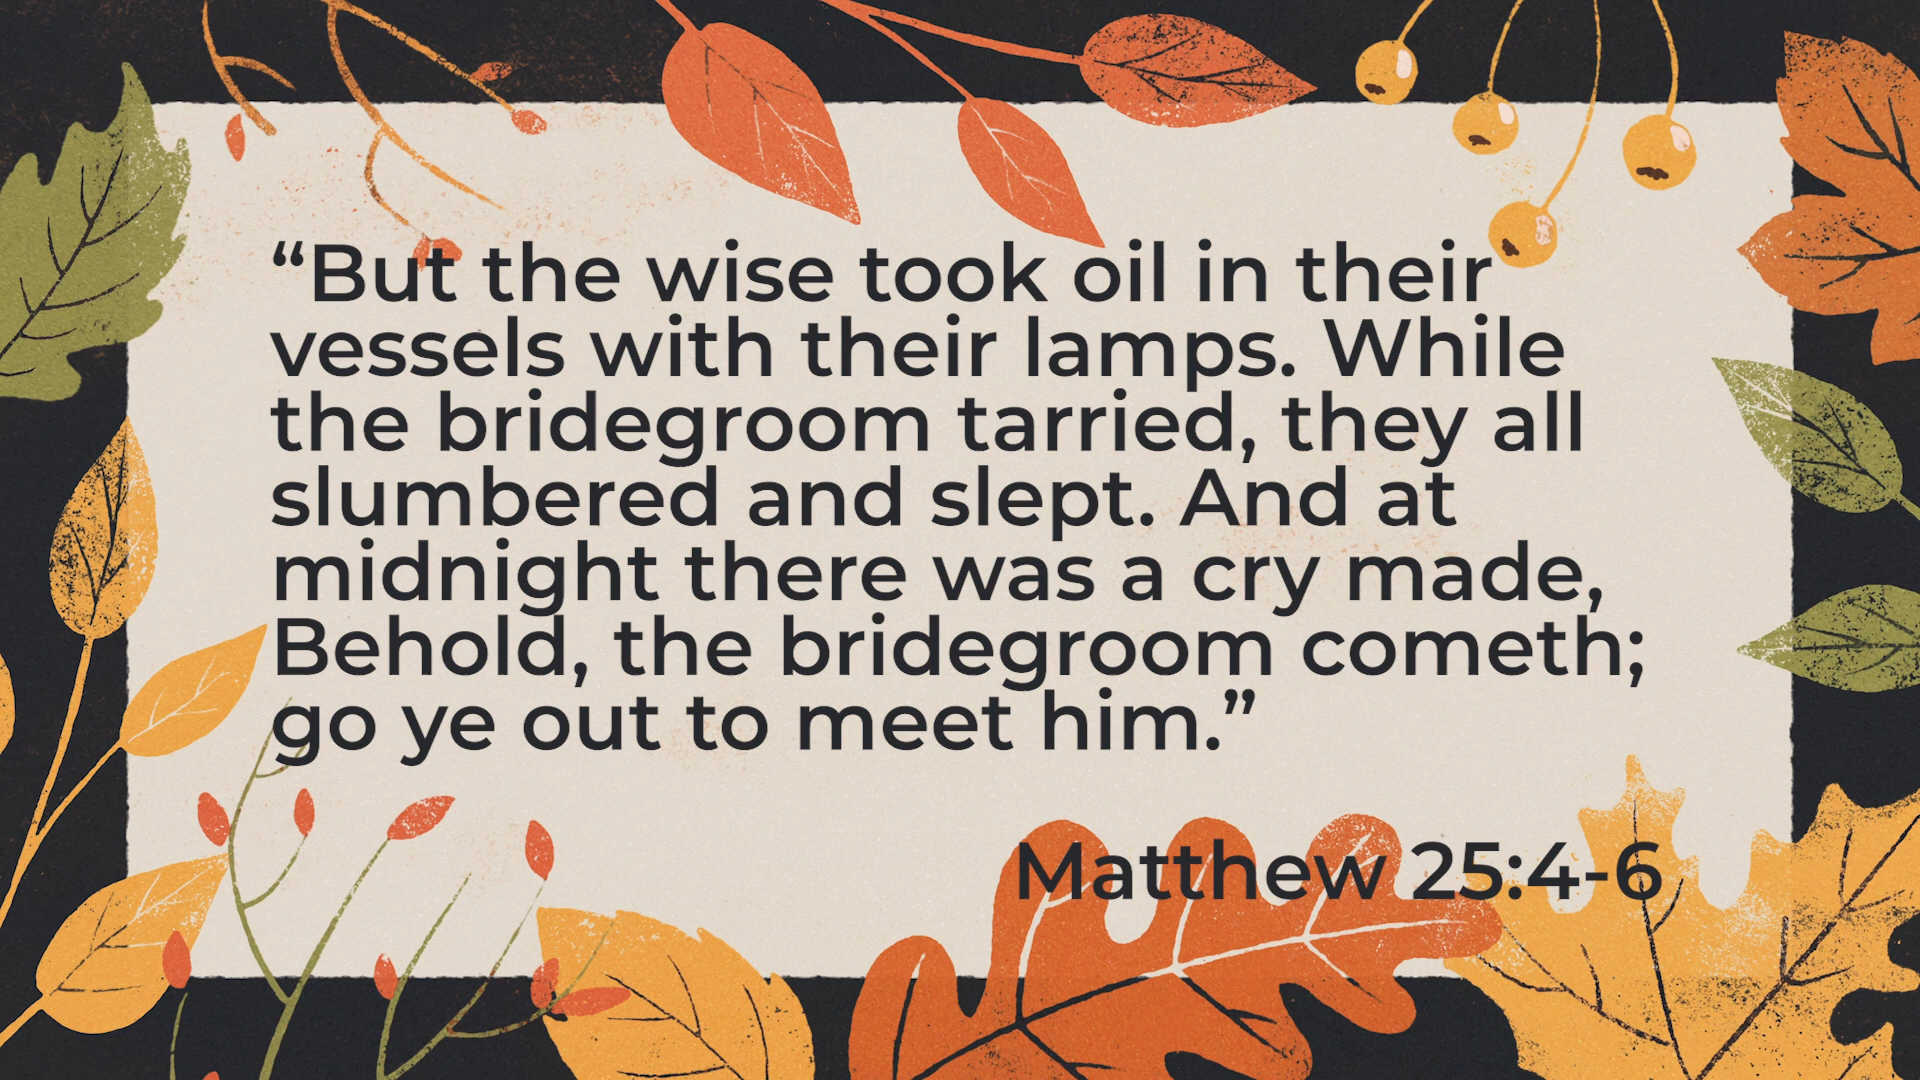 “But the wise took oil in their
vessels with their lamps. While
the bridegroom tarried, they all
slumbered and slept. And at
midnight there was a cry made,
Behold, the bridegroom cometh;
go ye out to meet him.”
Matthew 25:4-6